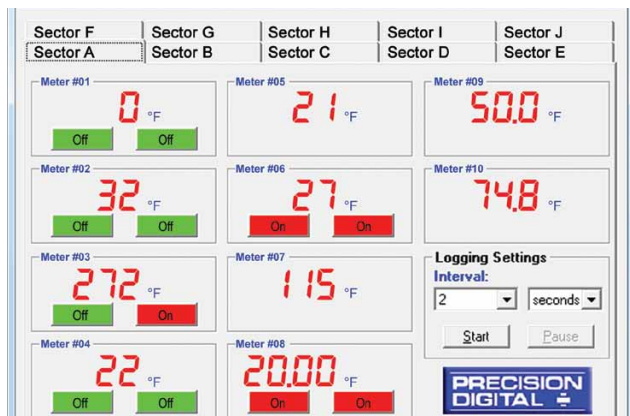 Sector F Sector G Sector H Sector I Sector J
Sector A Sector B Sector C Sector D Sector E
Meter #01 Meter #05 Meter #09
0 °F 21 °F 50.0 °F
Off Off
Meter #02 Meter #06 Meter #10
32 °F 27 °F 74.8 °F
Off Off On On
Meter #03 Meter #07 Logging Settings
272 °F 115 °F Interval:
2 seconds
Off On
Start Pause
Meter #04 Meter #08
22 °F 20.00 °F
PRECISION
DIGITAL
Off Off On On